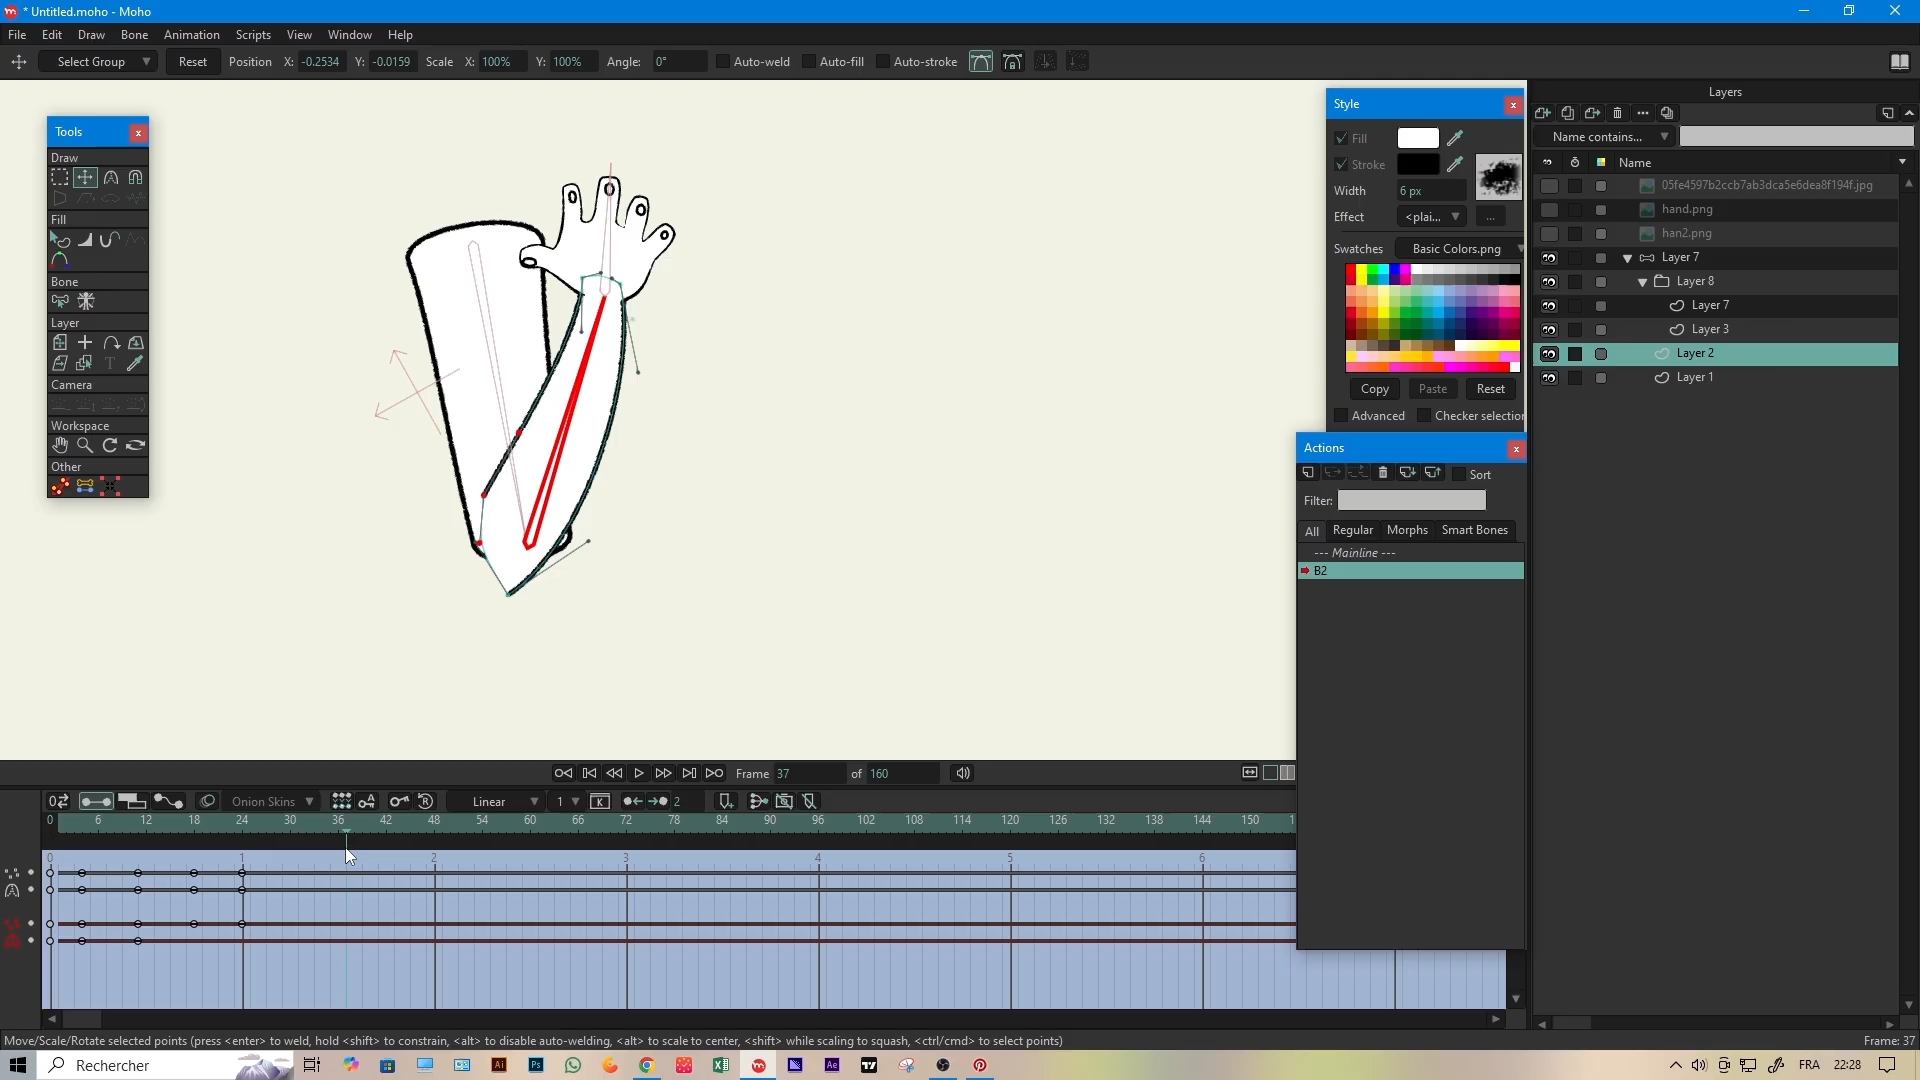 * Untitled.moho - Moho
File Edit Draw Bone Animation Scripts View Window Help
Select Group Reset Position X: -0.2534 Y: -0.0159 Scale X: 100% Y: 100% Angle: 0° Auto-weld Auto-fill Auto-stroke
Layers
Tools
Draw
Fill
Bone
Layer
Camera
Workspace
Other
Style
Fill
Stroke
Width 6 px
Effect <plai... ...
Swatches Basic Colors.png
Copy Paste Reset
Advanced Checker selection
Actions
Sort
Filter:
All Regular Morphs Smart Bones
--- Mainline ---
B2
Name contains...
Name
05fe4597b2ccb7ab3dca5e6dea8f194f.jpg
hand.png
han2.png
Layer 7
Layer 8
Layer 7
Layer 3
Layer 2
Layer 1
Frame 37 of 160
Onion Skins Linear 1 K 2
0 6 12 18 24 30 36 42 48 54 60 66 72 78 84 90 96 102 108 114 120 126 132 138 144 150
0 1 2 3 4 5 6
Move/Scale/Rotate selected points (press <enter> to weld, hold <shift> to constrain, <alt> to disable auto-welding, <alt> to scale to center, <shift> while scaling to squash, <ctrl/cmd> to select points)
Frame: 37
Rechercher
FRA 22:28